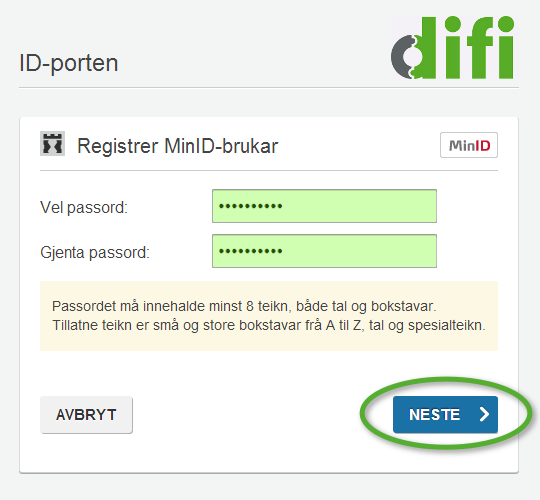 difi
ID-porten
Registrer MinID-brukar
MinID
Vel passord:
••••••••••
Gjenta passord:
••••••••••
Passordet må innehalde minst 8 teikn, både tal og bokstavar.
Tillatne teikn er små og store bokstavar frå A til Z, tal og spesialteikn.
AVBRYT
NESTE